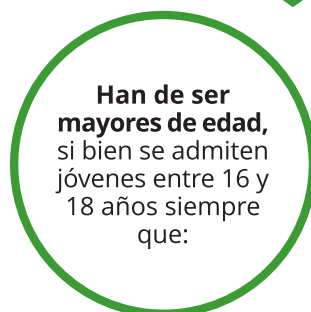 Han de ser
mayores de edad,
si bien se admiten
jóvenes entre 16 y
18 años siempre
que: